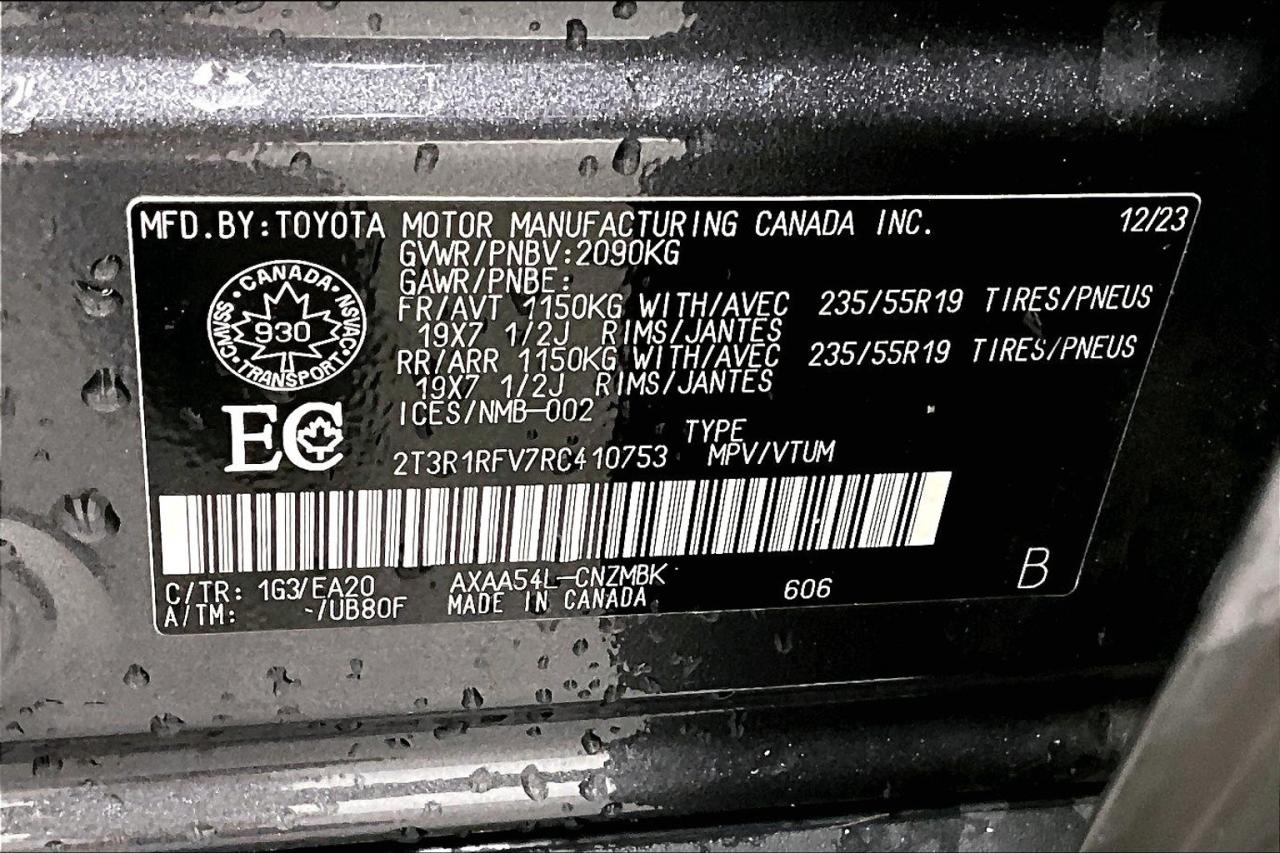 MFD.BY:TOYOTA MOTOR MANUFACTURING CANADA INC. 12/23
GVWR/PNBV:2090KG
GAWR/PNBE:
FR/AVT 1150KG WITH/AVEC 235/55R19 TIRES/PNEUS
19X7 1/2J RIMS/JANTES
RR/ARR 1150KG WITH/AVEC 235/55R19 TIRES/PNEUS
19X7 1/2J RIMS/JANTES
ICES/NMB-002
CANADA
CMVSS
930
NSVAC
TRANSPORT
EC
TYPE
2T3R1RFV7RC410753 MPV/VTUM
C/TR: 1G3/EA20 AXAA54L-CNZMBK 606 B
A/TM: -/UB80F MADE IN CANADA